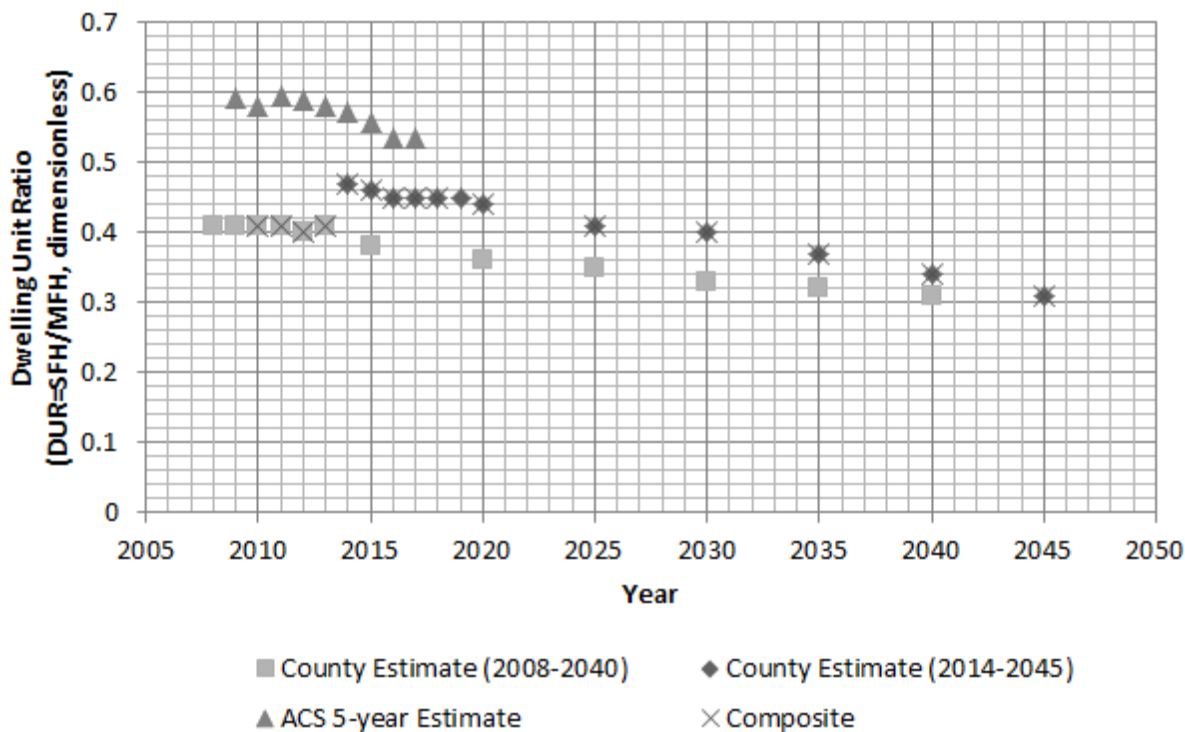 0.7
0.6
0.5
0.4
0.3
0.2
0.1
0
Dwelling Unit Ratio
(DUR=SFH/MFH, dimensionless)
2005 2010 2015 2020 2025 2030 2035 2040 2045 2050
Year
County Estimate (2008-2040) County Estimate (2014-2045)
ACS 5-year Estimate Composite